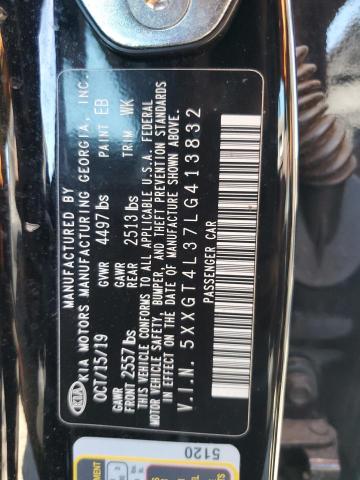 MANUFACTURED BY
KIA KIA MOTORS MANUFACTURING GEORGIA, INC.
OCT/15/19 GVWR 4497 lbs PAINT EB
GAWR FRONT 2557 lbs GAWR REAR 2513 lbs TRIM WK
THIS VEHICLE CONFORMS TO ALL APPLICABLE U.S.A. FEDERAL
MOTOR VEHICLE SAFETY, BUMPER, AND THEFT PREVENTION STANDARDS
IN EFFECT ON THE DATE OF MANUFACTURE SHOWN ABOVE.
V.I.N. 5XXGT4L37LG413832
PASSENGER CAR
5120